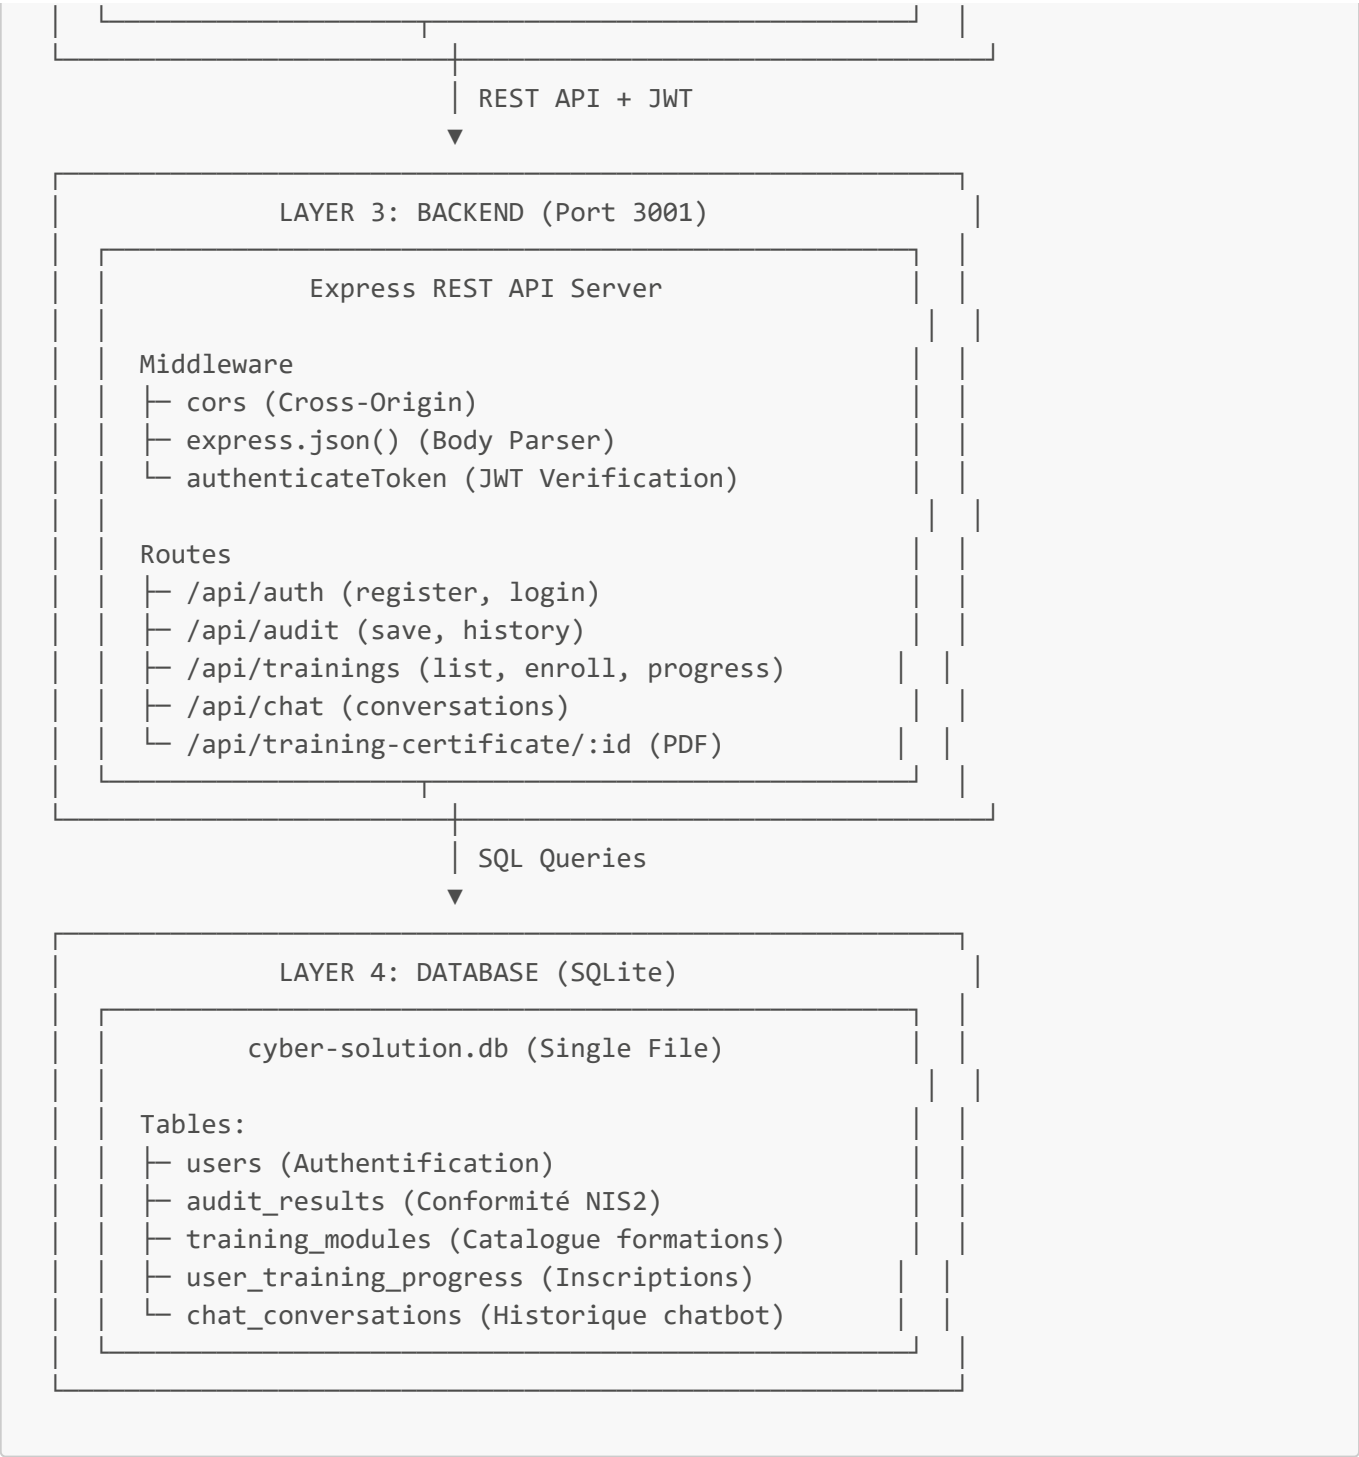 REST API + JWT
▼
LAYER 3: BACKEND (Port 3001)
Express REST API Server
Middleware
├─ cors (Cross-Origin)
├─ express.json() (Body Parser)
└─ authenticateToken (JWT Verification)
Routes
├─ /api/auth (register, login)
├─ /api/audit (save, history)
├─ /api/trainings (list, enroll, progress)
├─ /api/chat (conversations)
└─ /api/training-certificate/:id (PDF)
SQL Queries
▼
LAYER 4: DATABASE (SQLite)
cyber-solution.db (Single File)
Tables:
├─ users (Authentification)
├─ audit_results (Conformité NIS2)
├─ training_modules (Catalogue formations)
├─ user_training_progress (Inscriptions)
└─ chat_conversations (Historique chatbot)